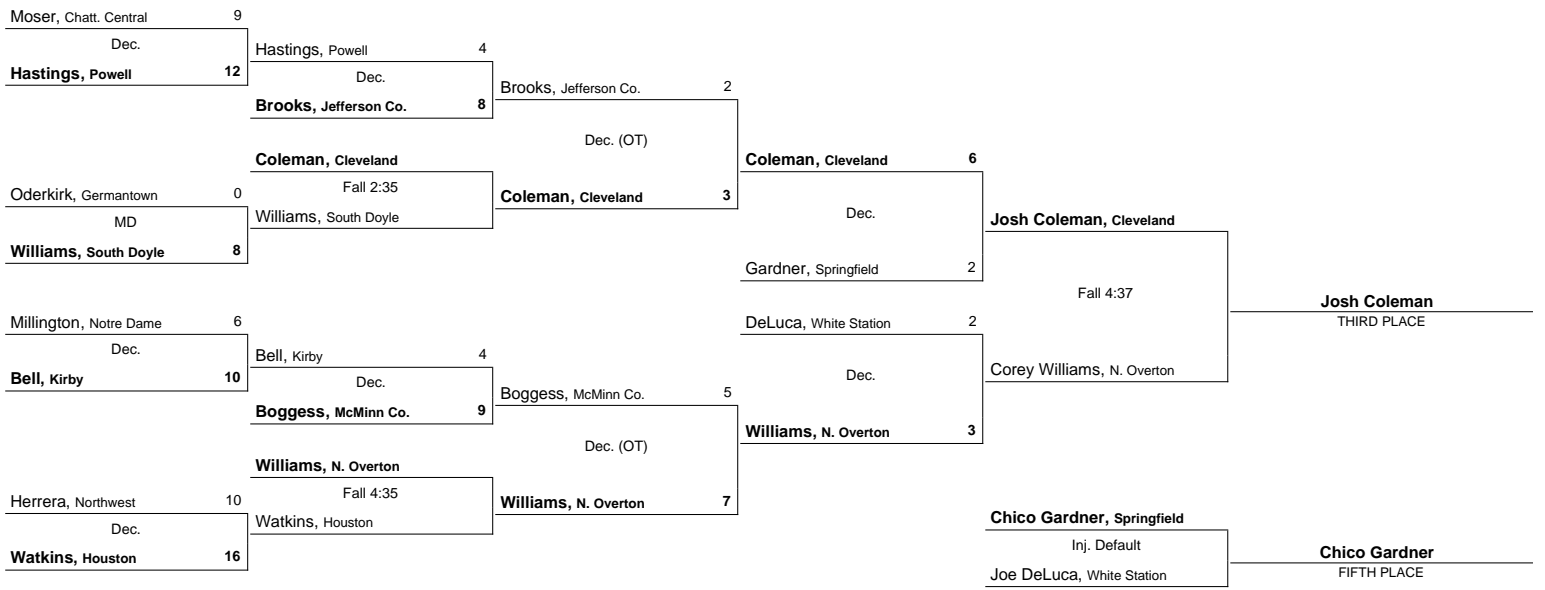 Moser, Chatt. Central 9
Dec.
Hastings, Powell 12
Oderkirk, Germantown 0
MD
Williams, South Doyle 8
Millington, Notre Dame 6
Dec.
Bell, Kirby 10
Herrera, Northwest 10
Dec.
Watkins, Houston 16
Hastings, Powell 4
Dec.
Brooks, Jefferson Co. 8
Coleman, Cleveland
Fall 2:35
Williams, South Doyle
Bell, Kirby 4
Dec.
Boggess, McMinn Co. 9
Williams, N. Overton
Fall 4:35
Watkins, Houston
Brooks, Jefferson Co. 2
Dec. (OT)
Coleman, Cleveland 3
Boggess, McMinn Co. 5
Dec. (OT)
Williams, N. Overton 7
Coleman, Cleveland 6
Dec.
Gardner, Springfield 2
DeLuca, White Station 2
Dec.
Williams, N. Overton 3
Josh Coleman, Cleveland
Fall 4:37
Corey Williams, N. Overton
Josh Coleman
THIRD PLACE
Chico Gardner, Springfield
Inj. Default
Joe DeLuca, White Station
Chico Gardner
FIFTH PLACE